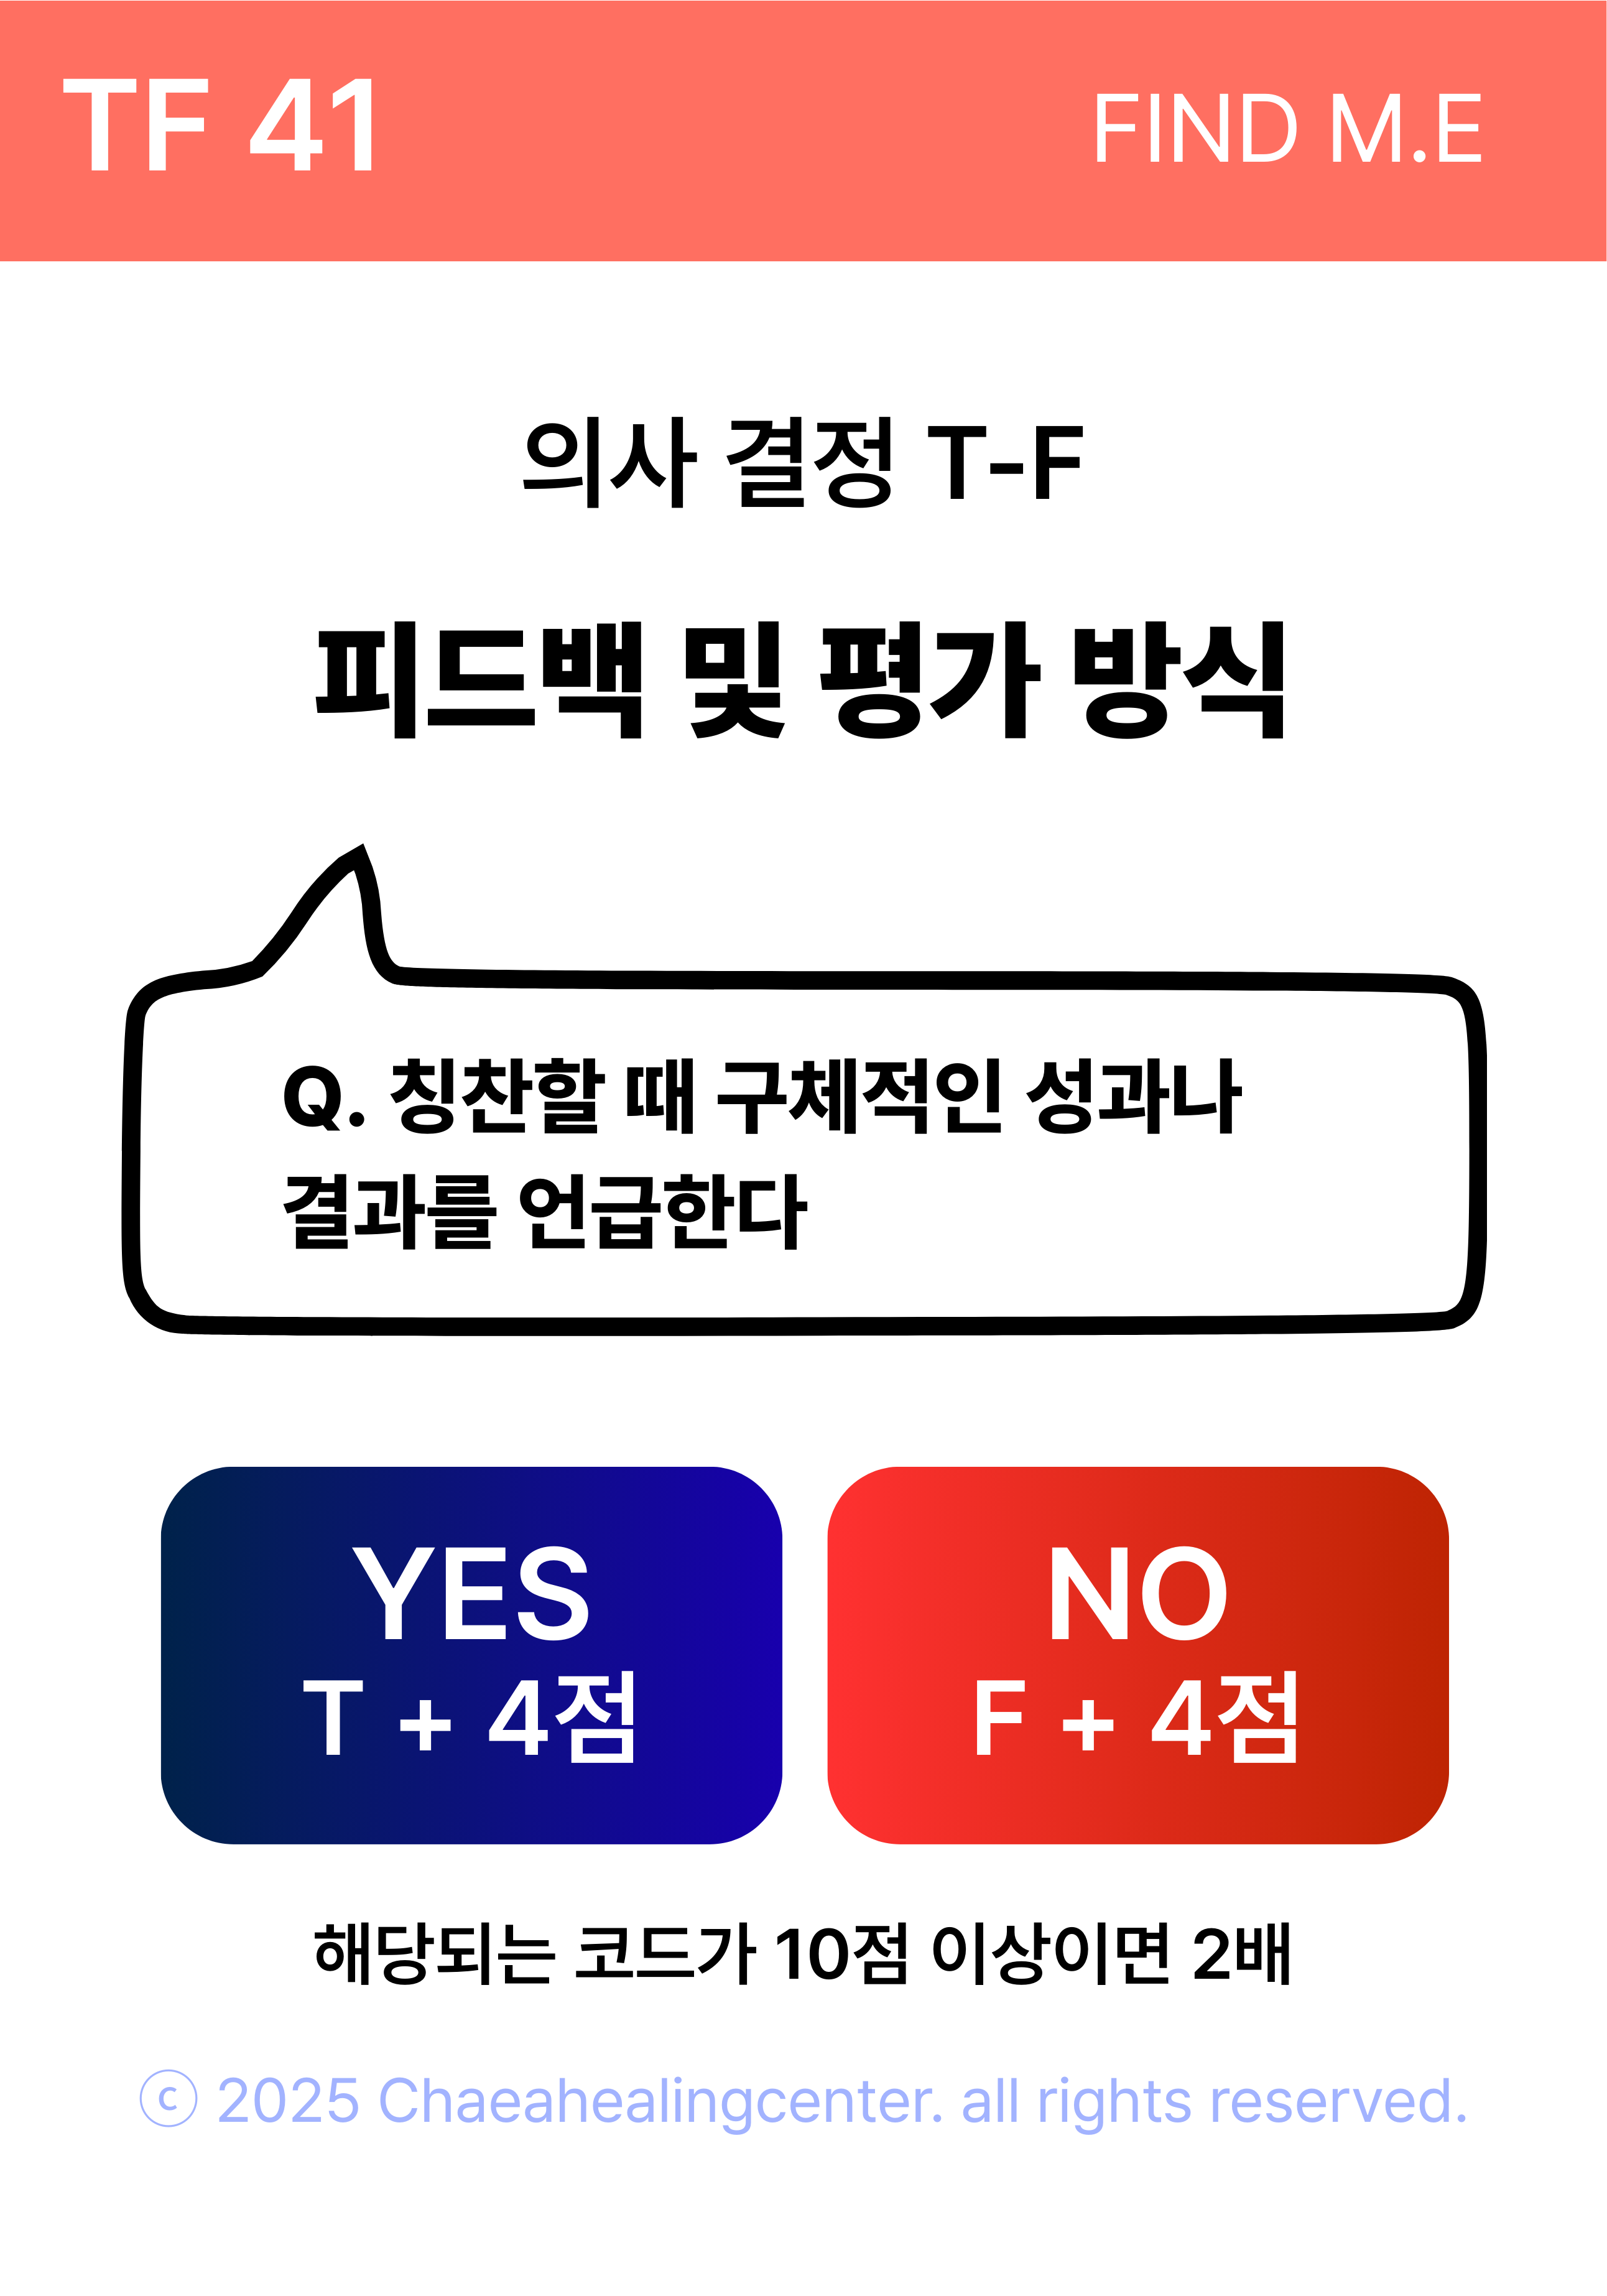 TF 41
FIND M.E
의사 결정 T-F
피드백 및 평가 방식
Q. 칭찬할 때 구체적인 성과나
결과를 언급한다
YES
T + 4점
NO
F + 4점
해당되는 코드가 10점 이상이면 2배
ⓒ 2025 Chaeahealingcenter. all rights reserved.